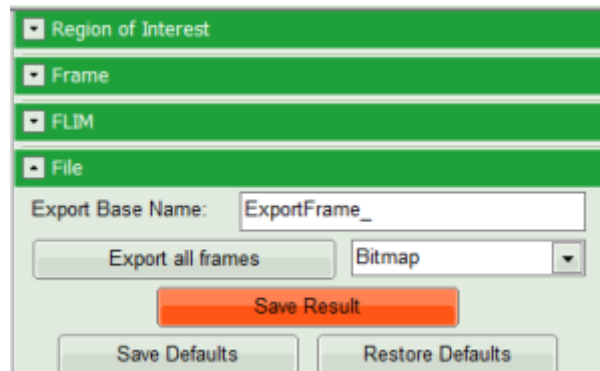 Region of Interest
Frame
FLIM
File
Export Base Name: ExportFrame_
Export all frames Bitmap
Save Result
Save Defaults Restore Defaults